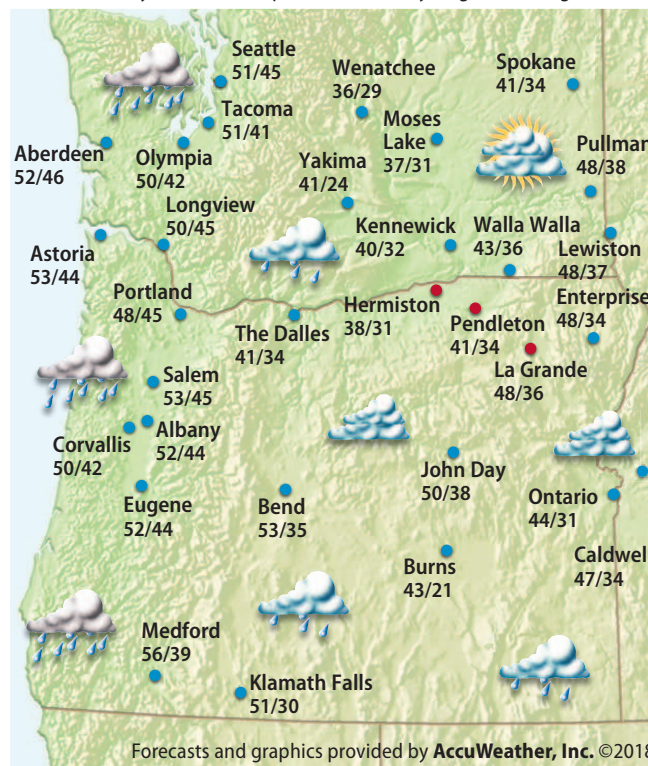 Seattle
51/45
Wenatchee
36/29
Spokane
41/34
Tacoma
51/41
Moses
Lake
37/31
Aberdeen
52/46
Olympia
50/42
Yakima
41/24
Pullman
48/38
Longview
50/45
Kennewick
40/32
Walla Walla
43/36
Lewiston
48/37
Astoria
53/44
Portland
48/45
The Dalles
41/34
Hermiston
38/31
Pendleton
41/34
Enterprise
48/34
La Grande
48/36
Salem
53/45
Albany
52/44
Corvallis
50/42
Eugene
52/44
Bend
53/35
John Day
50/38
Ontario
44/31
Burns
43/21
Caldwel
47/34
Medford
56/39
Klamath Falls
51/30
Forecasts and graphics provided by AccuWeather, Inc. ©2018